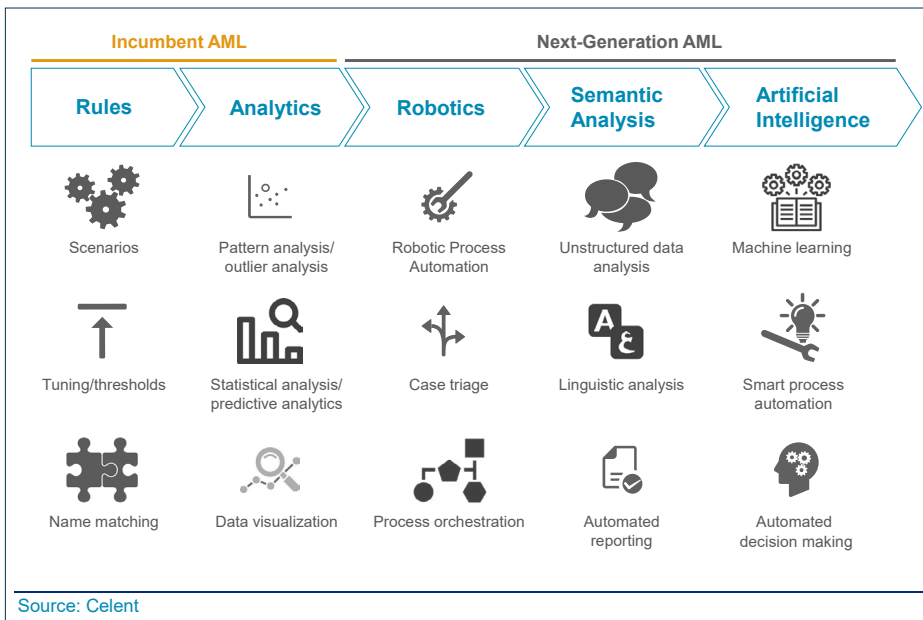 Incumbent AML
Next-Generation AML
Rules
Analytics
Robotics
Semantic
Analysis
Artificial
Intelligence
Scenarios
Pattern analysis/
outlier analysis
Robotic Process
Automation
Unstructured data
analysis
Machine learning
A
ع
Tuning/thresholds
Statistical analysis/
predictive analytics
Case triage
Linguistic analysis
Smart process
automation
Name matching
Data visualization
Process orchestration
Automated
reporting
Automated
decision making
Source: Celent